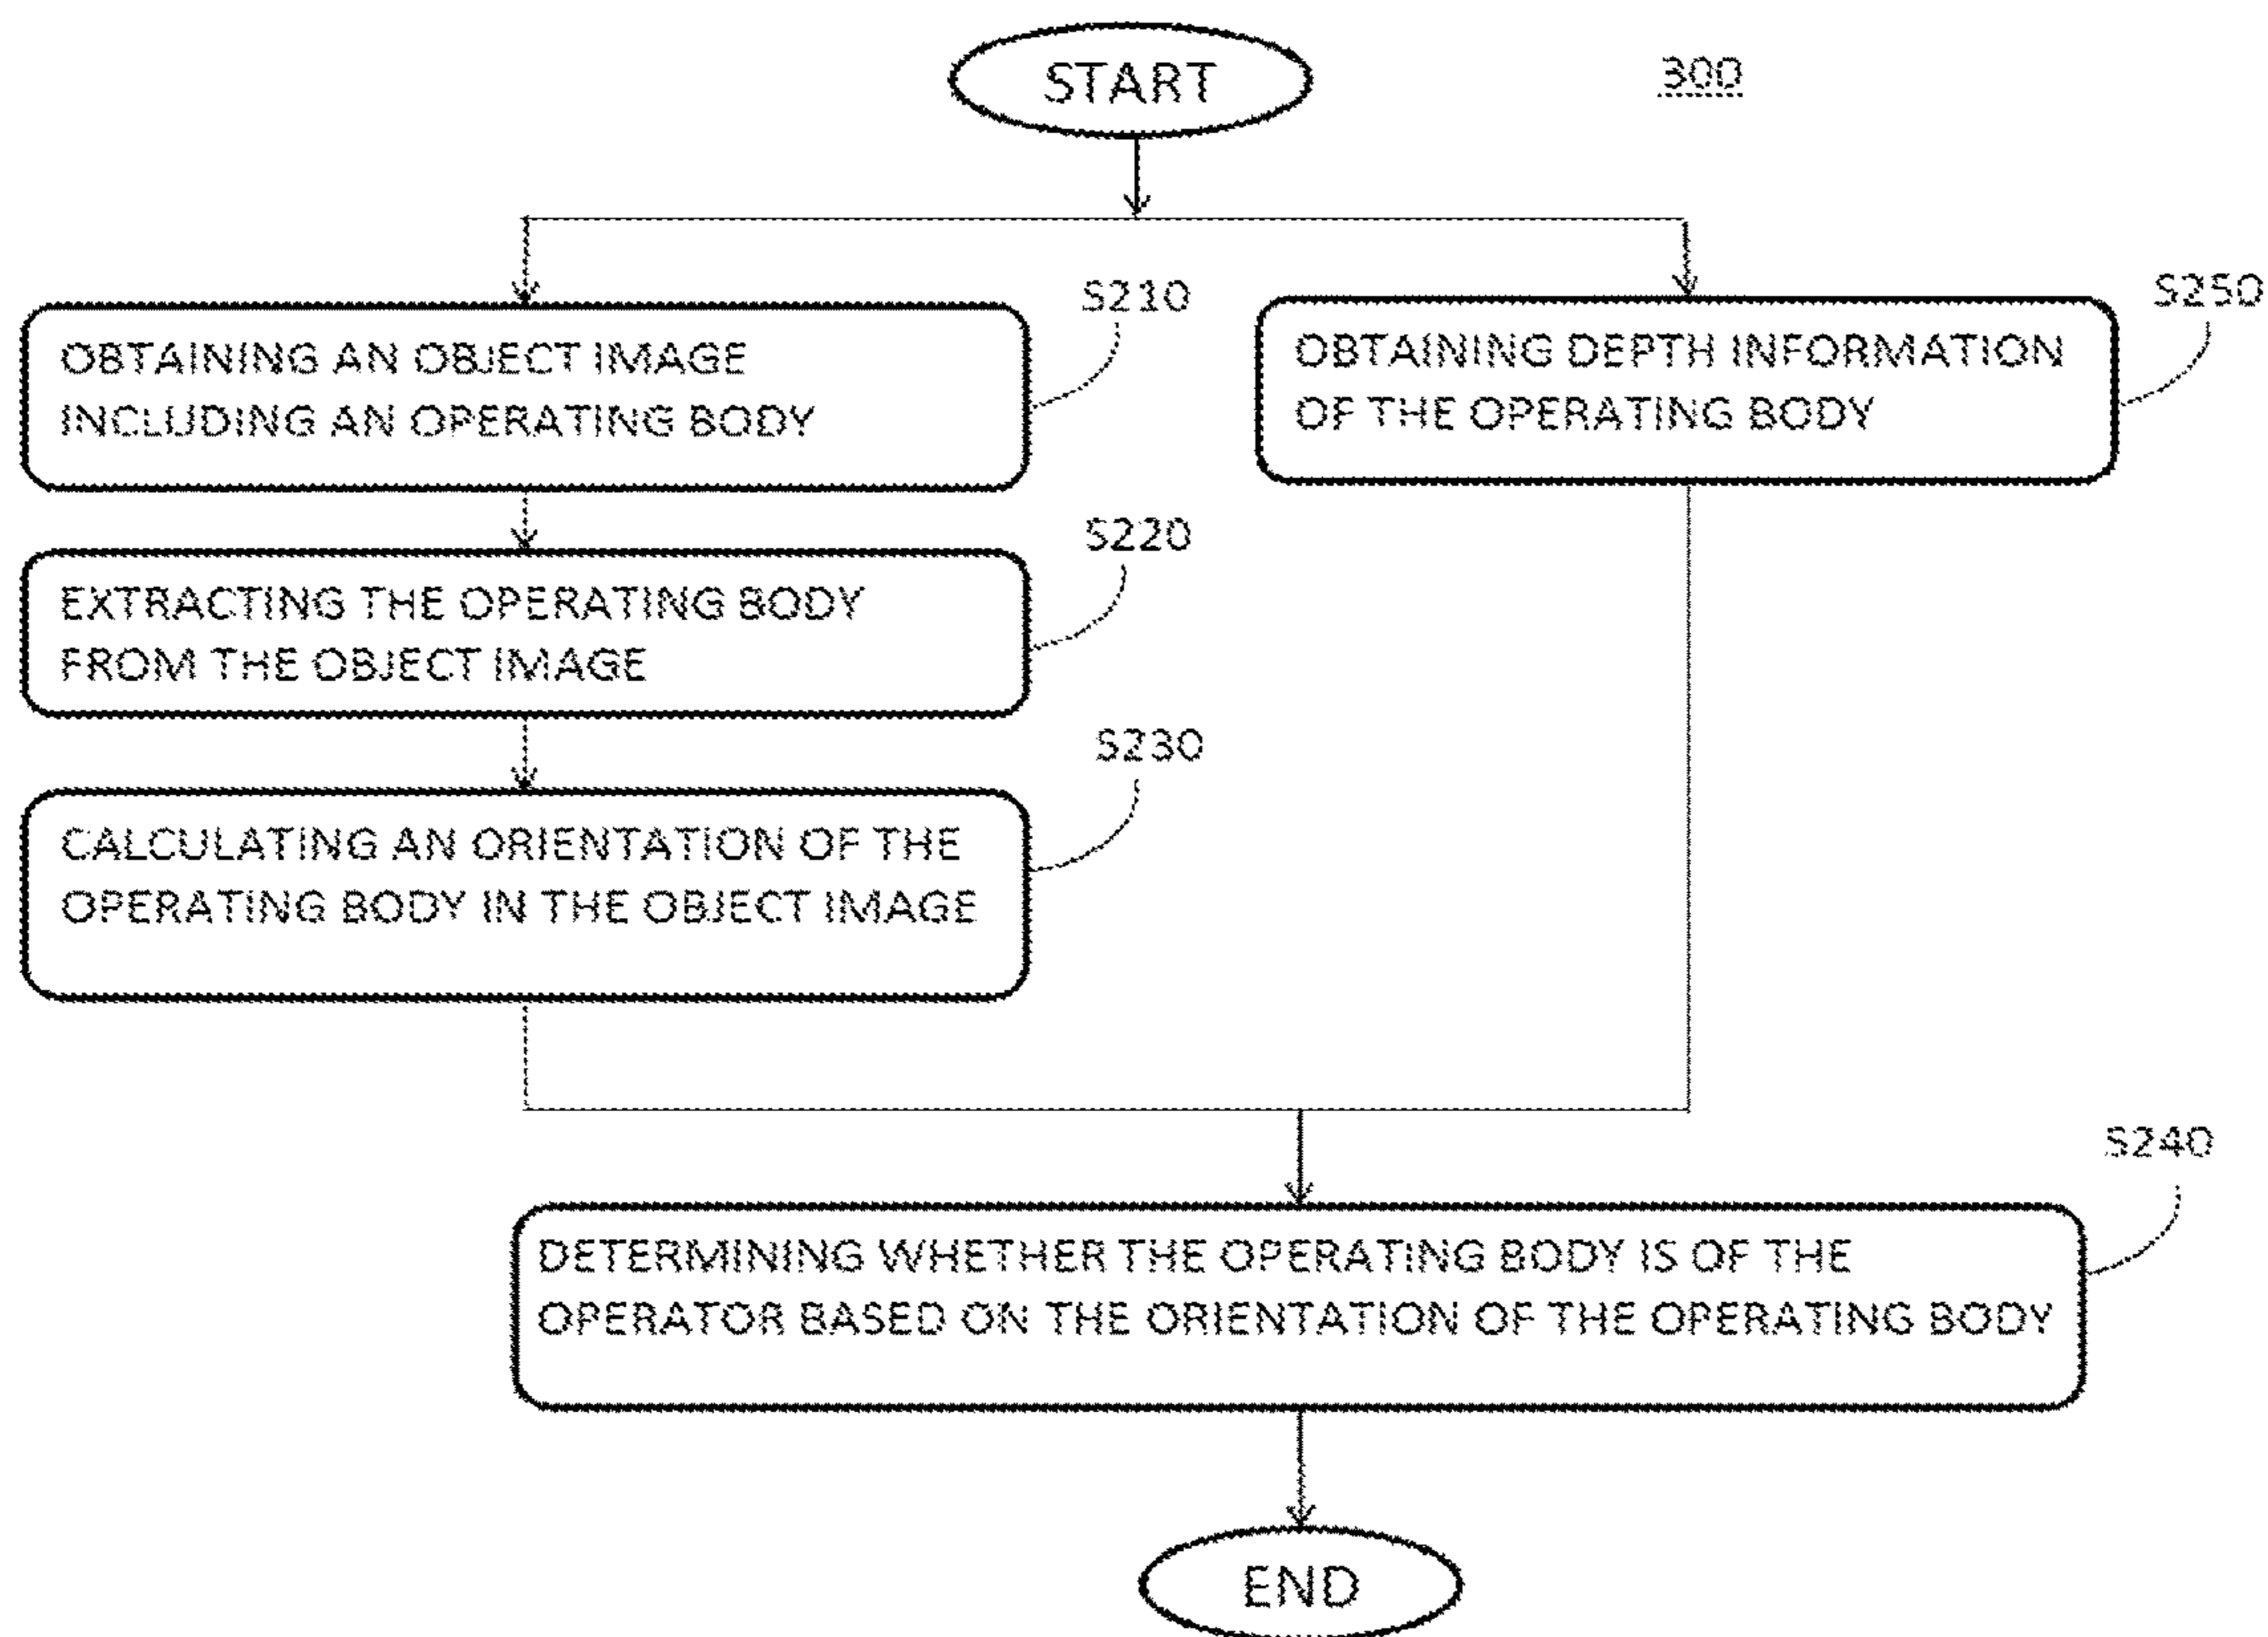 START
300
S210
OBTAINING AN OBJECT IMAGE
INCLUDING AN OPERATING BODY
S250
OBTAINING DEPTH INFORMATION
OF THE OPERATING BODY
S220
EXTRACTING THE OPERATING BODY
FROM THE OBJECT IMAGE
S230
CALCULATING AN ORIENTATION OF THE
OPERATING BODY IN THE OBJECT IMAGE
S240
DETERMINING WHETHER THE OPERATING BODY IS OF THE
OPERATOR BASED ON THE ORIENTATION OF THE OPERATING BODY
END